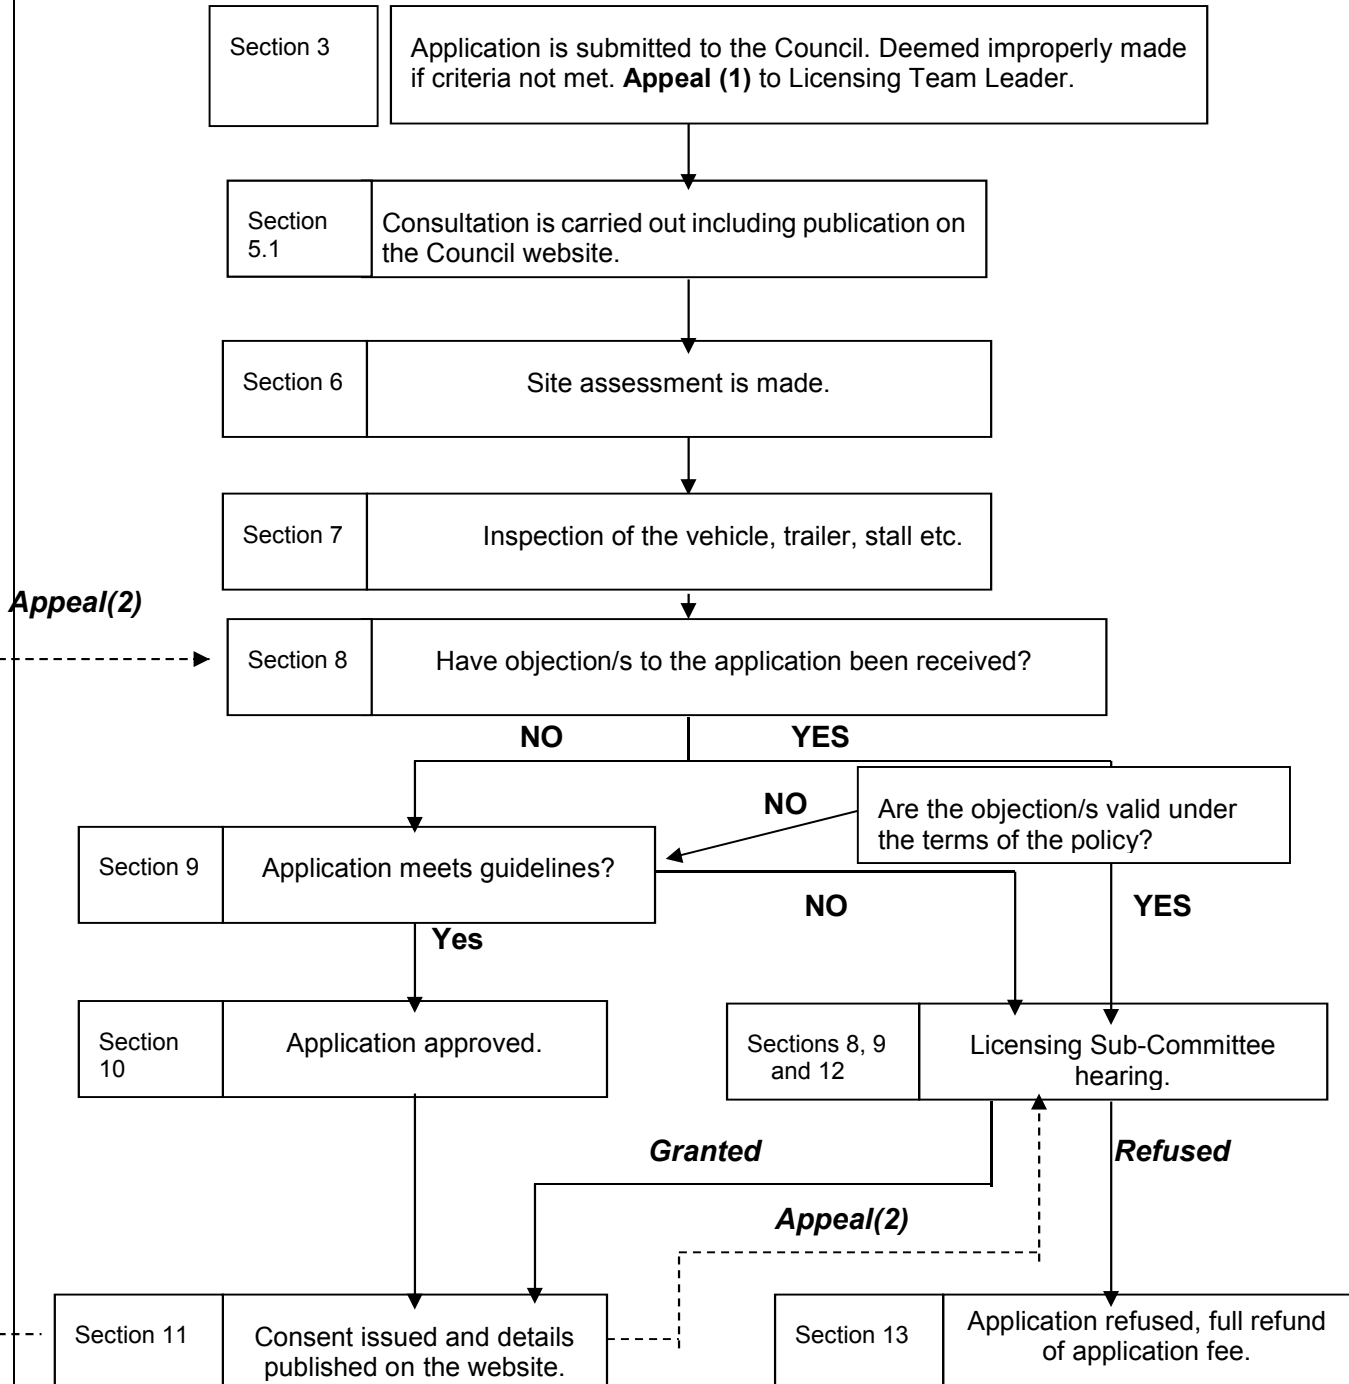 Section 3
Application is submitted to the Council. Deemed improperly made
if criteria not met. Appeal (1) to Licensing Team Leader.
Section
5.1
Consultation is carried out including publication on
the Council website.
Section 6
Site assessment is made.
Section 7
Inspection of the vehicle, trailer, stall etc.
Appeal(2)
Section 8
Have objection/s to the application been received?
NO
YES
NO
Are the objection/s valid under
the terms of the policy?
Section 9
Application meets guidelines?
NO
YES
Yes
Section
10
Application approved.
Sections 8, 9
and 12
Licensing Sub-Committee
hearing.
Granted
Refused
Appeal(2)
Section 11
Consent issued and details
published on the website.
Section 13
Application refused, full refund
of application fee.